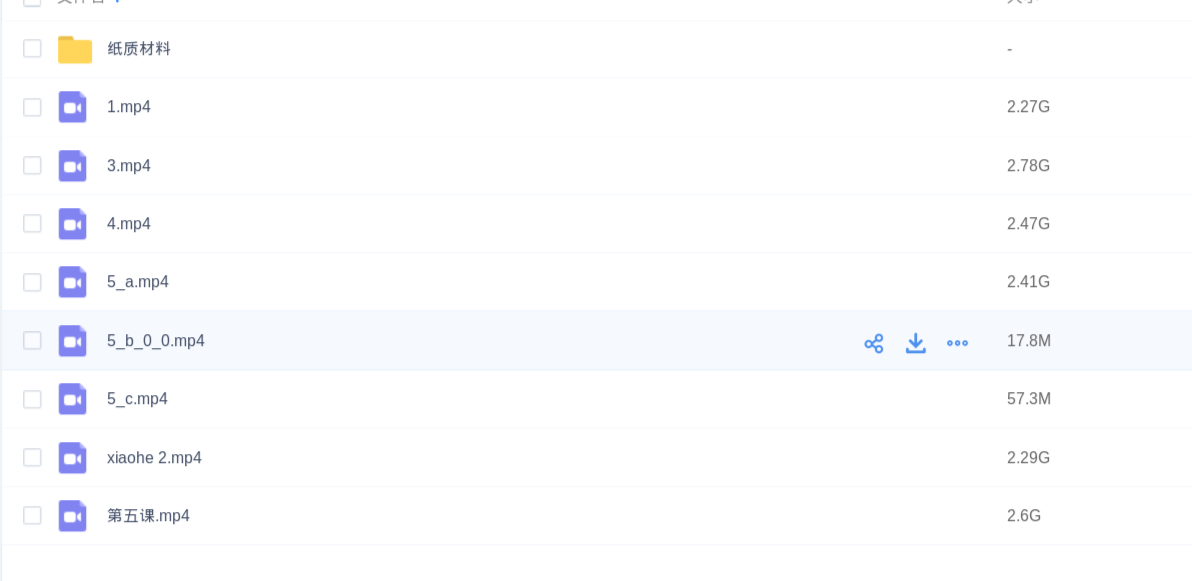 纸质材料 -
1.mp4 2.27G
3.mp4 2.78G
4.mp4 2.47G
5_a.mp4 2.41G
5_b_0_0.mp4 17.8M
5_c.mp4 57.3M
xiaohe 2.mp4 2.29G
第五课.mp4 2.6G